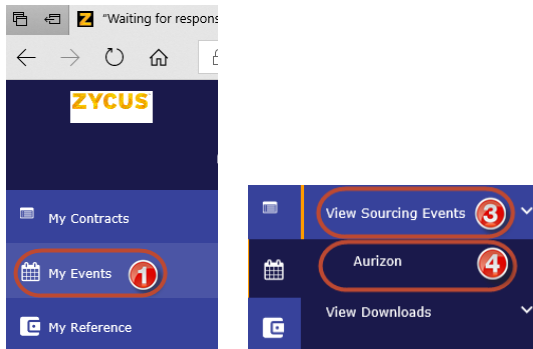 "Waiting for respons
ZYCUS
My Contracts
My Events 1
My Reference
View Sourcing Events 3
Aurizon 4
View Downloads